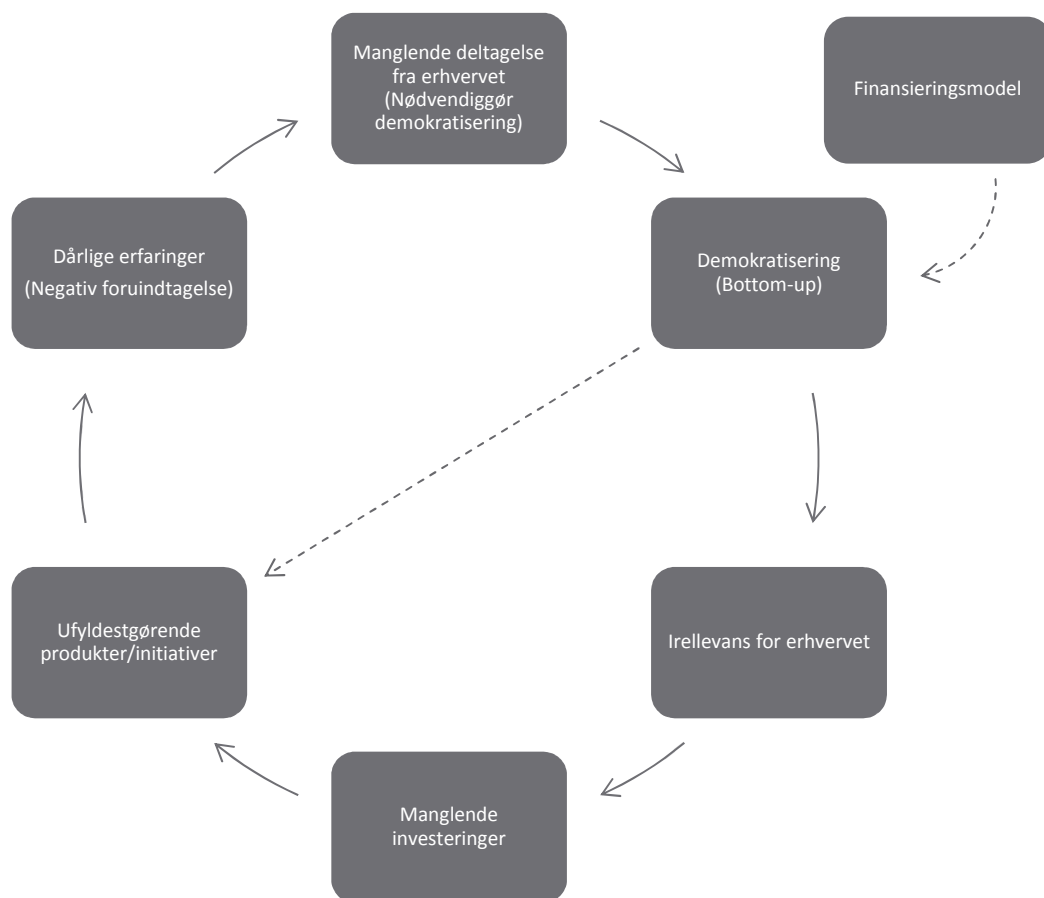 Manglende deltagelse
fra erhvervet
(Nødvendiggør
demokratisering)
Finansieringsmodel
Demokratisering
(Bottom-up)
Irellevans for erhvervet
Manglende
investeringer
Ufyldestgørende
produkter/initiativer
Dårlige erfaringer
(Negativ foruindtagelse)